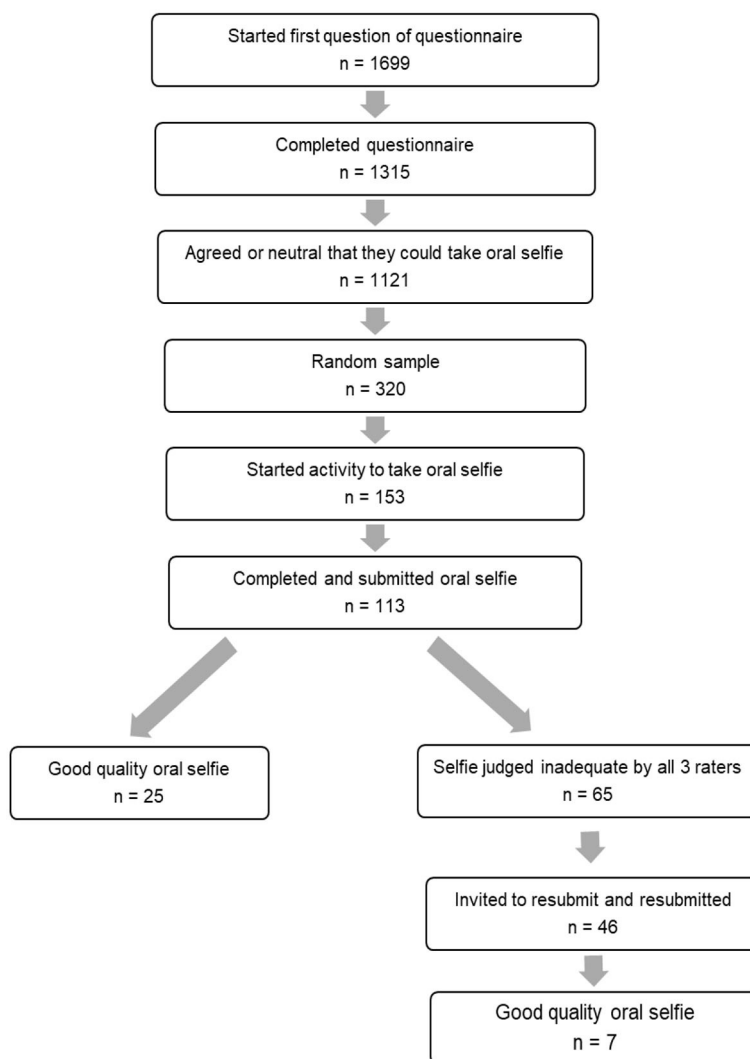 Started first question of questionnaire
n = 1699
Completed questionnaire
n = 1315
Agreed or neutral that they could take oral selfie
n = 1121
Random sample
n = 320
Started activity to take oral selfie
n = 153
Completed and submitted oral selfie
n = 113
Good quality oral selfie
n = 25
Selfie judged inadequate by all 3 raters
n = 65
Invited to resubmit and resubmitted
n = 46
Good quality oral selfie
n = 7